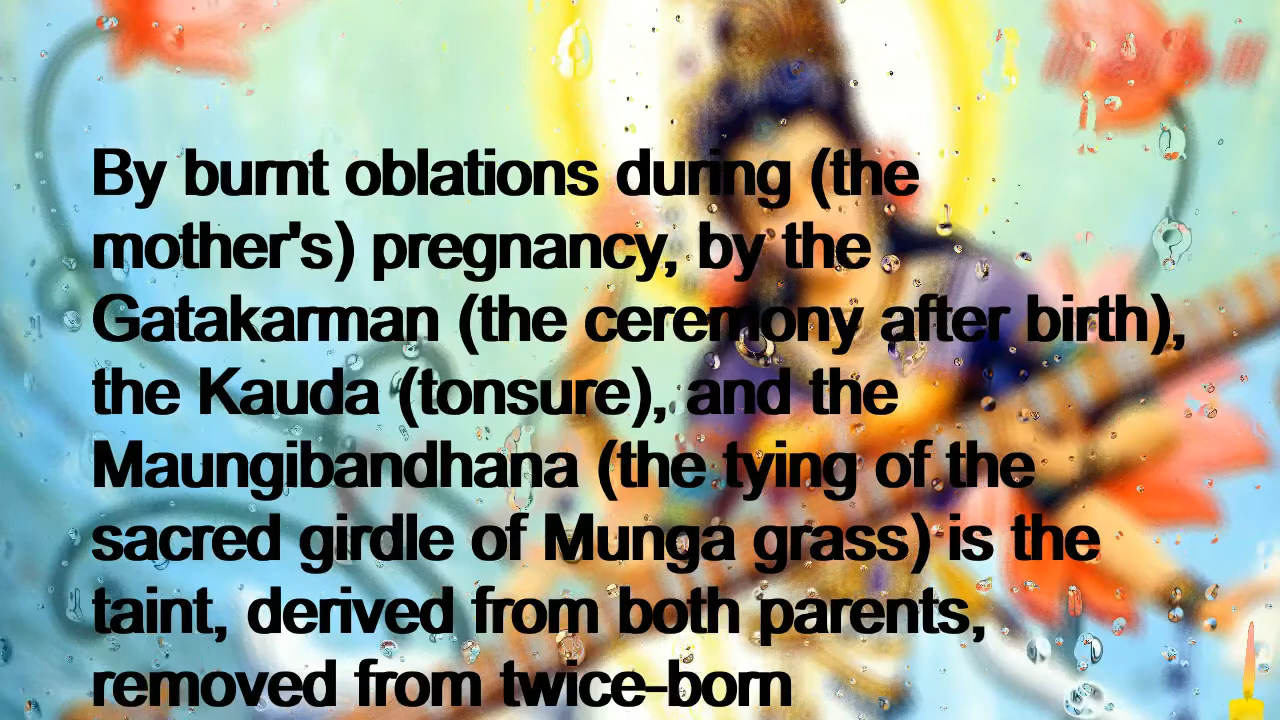 By burnt oblations during (the
mother's) pregnancy, by the
Gatakarman (the ceremony after birth),
the Kauda (tonsure), and the
Maungibandhana (the tying of the
sacred girdle of Munga grass) is the
taint, derived from both parents,
removed from twice-born